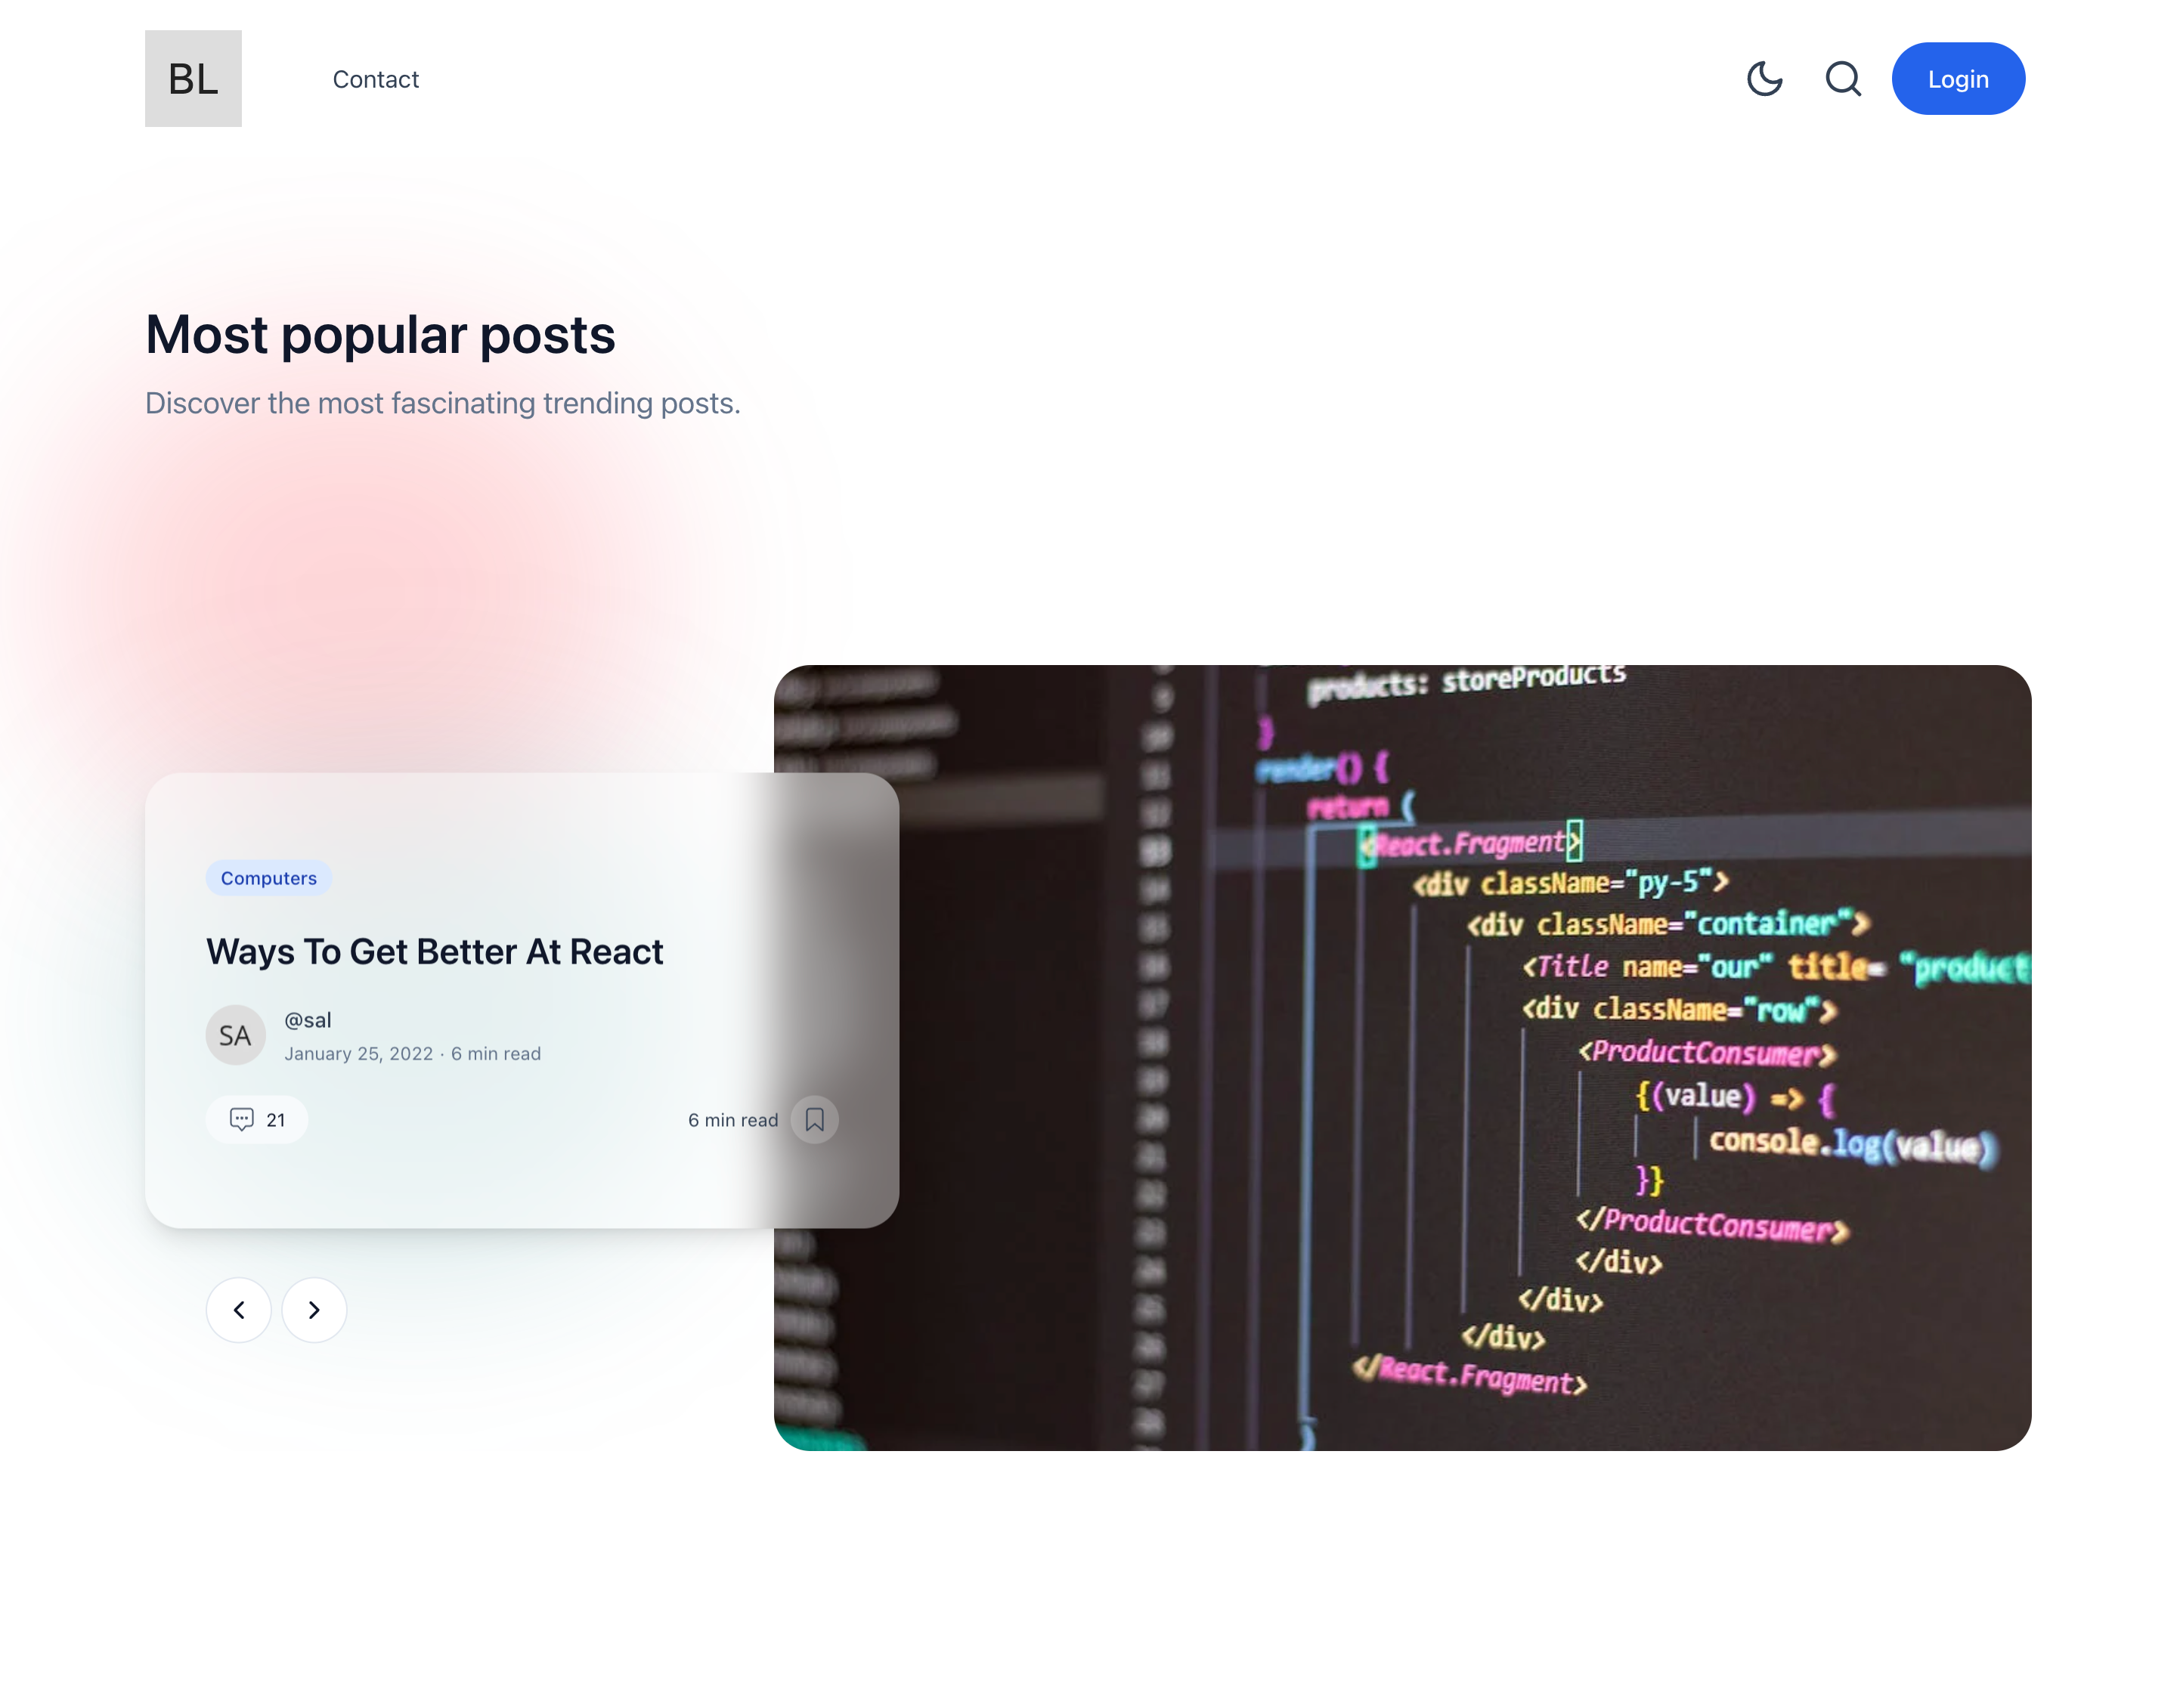 BL
Contact
Login
Most popular posts
Discover the most fascinating trending posts.
Computers
Ways To Get Better At React
SA
@sal
January 25, 2022 · 6 min read
21
6 min read
products: storeProducts
}
render() {
return (
<React.Fragment>
<div className="py-5">
<div className="container">
<Title name="our" title= "product
<div className="row">
<ProductConsumer>
{(value) => {
console.log(value)
}}
</ProductConsumer>
</div>
</div>
</div>
</React.Fragment>
)